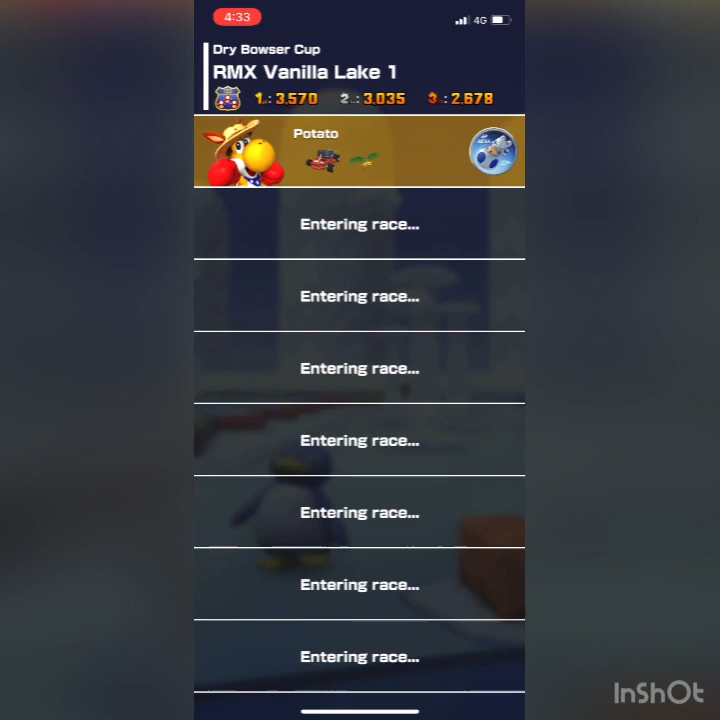 4:33
4G
Dry Bowser Cup
RMX Vanilla Lake 1
1.: 3,570 2.: 3,035 3.: 2,678
Potato
Entering race...
Entering race...
Entering race...
Entering race...
Entering race...
Entering race...
Entering race...
InShOt